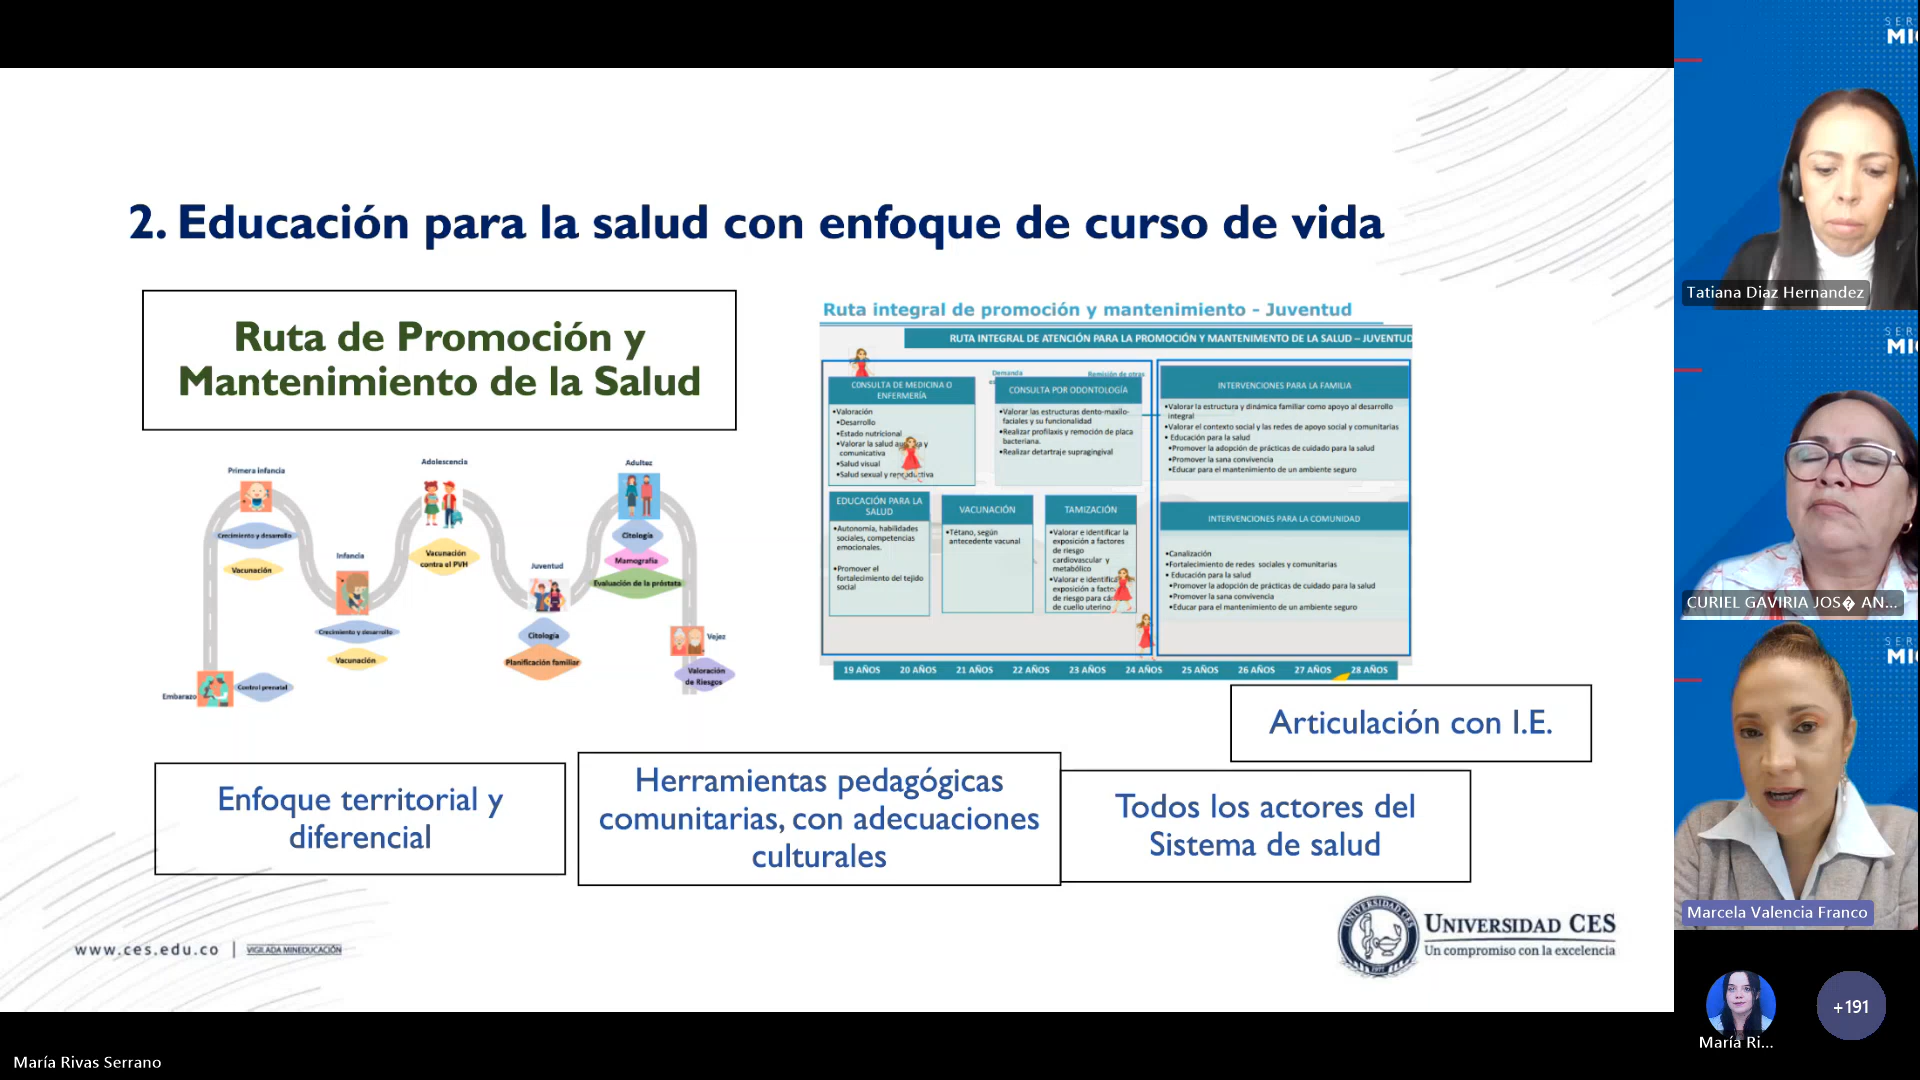 2. Educación para la salud con enfoque de curso de vida
Ruta de Promoción y
Mantenimiento de la Salud
Primera infancia
Crecimiento y desarrollo
Vacunación
Infancia
Crecimiento y desarrollo
Vacunación
Adolescencia
Vacunación
contra el PVH
Juventud
Citología
Planificación familiar
Adultez
Citología
Mamografía
Evaluación de la próstata
Vejez
Valoración
de Riesgos
Embarazo
Control prenatal
Ruta integral de promoción y mantenimiento - Juventud
RUTA INTEGRAL DE ATENCIÓN PARA LA PROMOCIÓN Y MANTENIMIENTO DE LA SALUD – JUVENTUD
Demanda
Remisión de otras
CONSULTA DE MEDICINA O
ENFERMERÍA
•Valoración
•Desarrollo
•Estado nutricional
•Valorar la salud y
comunicativa
•Salud visual
•Salud sexual y reproductiva
CONSULTA POR ODONTOLOGÍA
•Valorar las estructuras dento-maxilo-
faciales y su funcionalidad
•Realizar profilaxis y remoción de placa
bacteriana.
•Realizar detartraje supragingival
EDUCACIÓN PARA LA
SALUD
•Autonomía, habilidades
sociales, competencias
emocionales.
•Promover el
fortalecimiento del tejido
social
VACUNACIÓN
•Tétano, según
antecedente vacunal
TAMIZACIÓN
•Valorar e identificar la
exposición a factores
de riesgo
cardiovascular y
metabólico
•Valorar e identifica
exposición a
de riesgo para
de cuello uterino
INTERVENCIONES PARA LA FAMILIA
•Valorar la estructura y dinámica familiar como apoyo al desarrollo
integral
•Valorar el contexto social y las redes de apoyo social y comunitarias
• Educación para la salud
•Promover la adopción de prácticas de cuidado para la salud
•Promover la sana convivencia
•Educar para el mantenimiento de un ambiente seguro
INTERVENCIONES PARA LA COMUNIDAD
•Canalización
•Fortalecimiento de redes sociales y comunitarias
• Educación para la salud
•Promover la adopción de prácticas de cuidado para la salud
•Promover la sana convivencia
•Educar para el mantenimiento de un ambiente seguro
19 AÑOS 20 AÑOS 21 AÑOS 22 AÑOS 23 AÑOS 24 AÑOS 25 AÑOS 26 AÑOS 27 AÑOS 28 AÑOS
Articulación con I.E.
Enfoque territorial y
diferencial
Herramientas pedagógicas
comunitarias, con adecuaciones
culturales
Todos los actores del
Sistema de salud
www.ces.edu.co | VIGILADA MINEDUCACIÓN
UNIVERSIDAD CES
Un compromiso con la excelencia
María Rivas Serrano
SER
MI
Tatiana Diaz Hernandez
SER
MI
CURIEL GAVIRIA JOS� AN...
SER
MI
Marcela Valencia Franco
María Ri...
+191